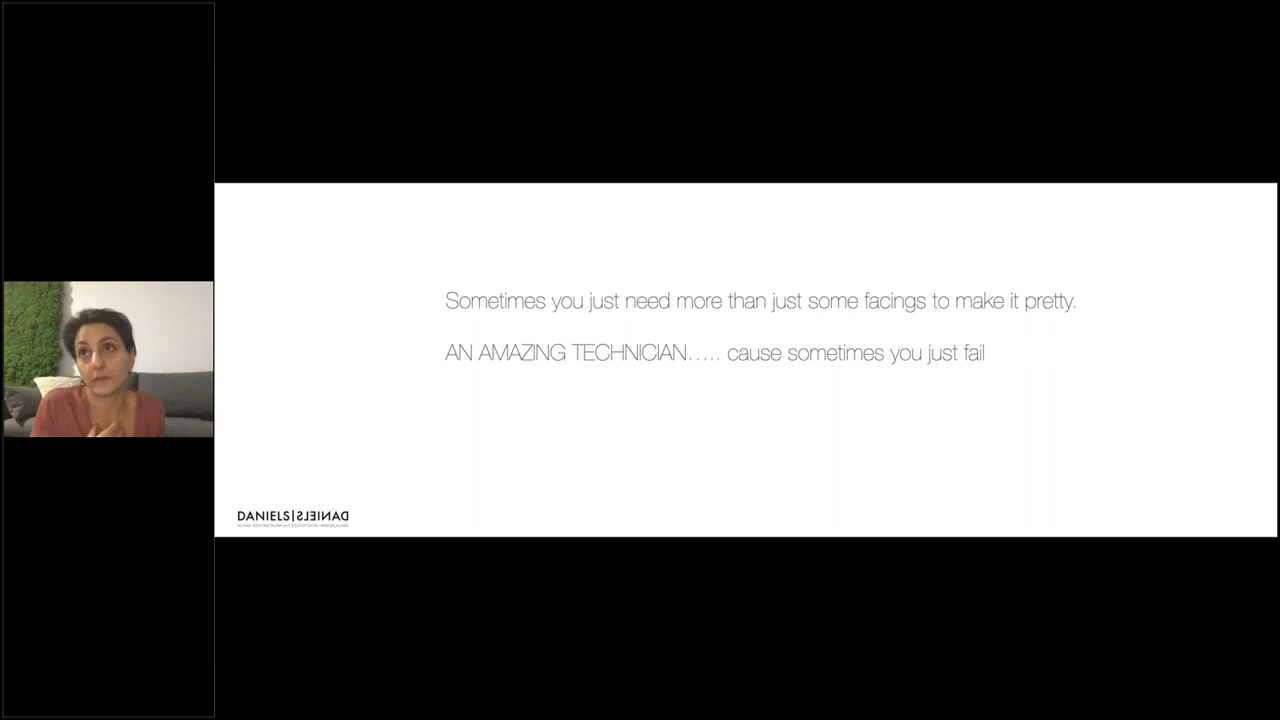 Sometimes you just need more than just some facings to make it pretty.
AN AMAZING TECHNICIAN..... cause sometimes you just fail
DANIELS|DANIELS